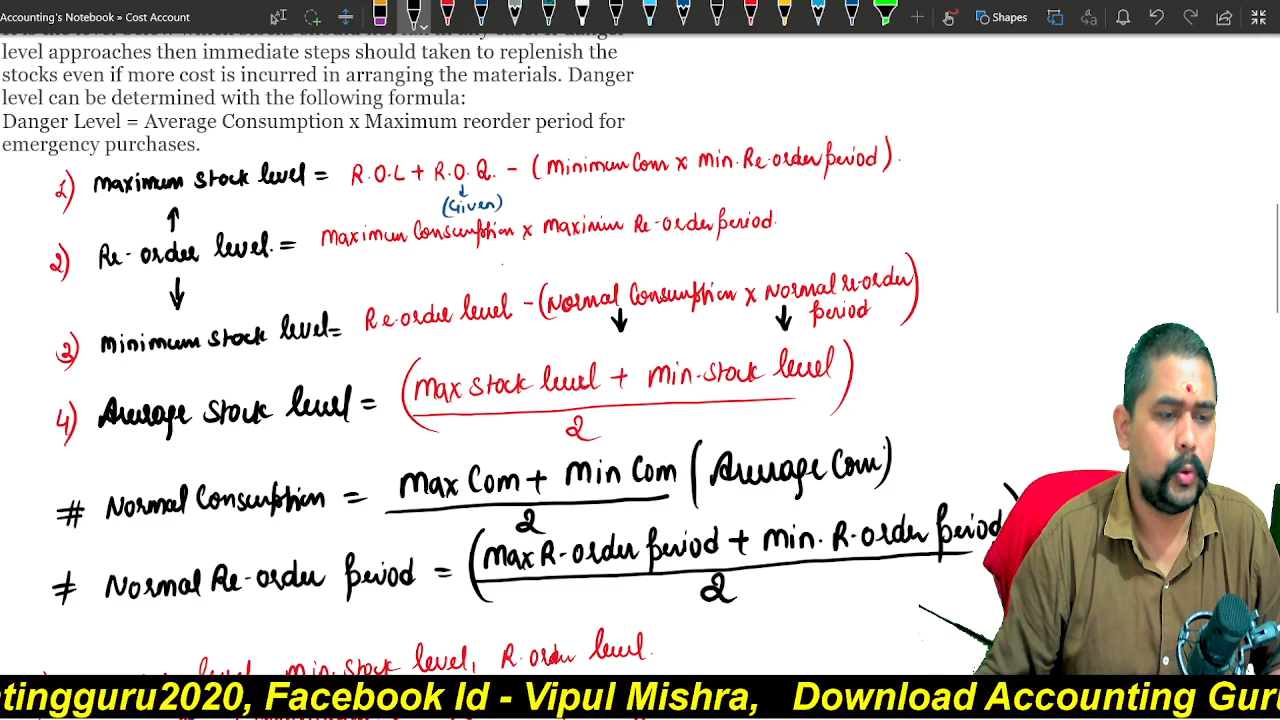 Accounting's Notebook » Cost Account
Shapes
level approaches then immediate steps should taken to replenish the
stocks even if more cost is incurred in arranging the materials. Danger
level can be determined with the following formula:
Danger Level = Average Consumption x Maximum reorder period for
emergency purchases.
1) Maximum stock level = R.O.L + R.O.Q. - (Minimum Com x Min. Re-order period).
(Given)
2) Re-order level. = Maximum Consumption x Maximum Re-order period.
3) Minimum stock level = Re-order level - (Normal Consumption x Normal re-order
period)
4) Average stock level = (Max stock level + Min-stock level)
2
# Normal Consumption = Max Com + Min Com (Average Com)
2
≠ Normal Re-order period = (Max R-order period + Min. R-order period)
2
level, Min. stock level, R. order level.
atingguru2020, Facebook Id - Vipul Mishra, Download Accounting Gur